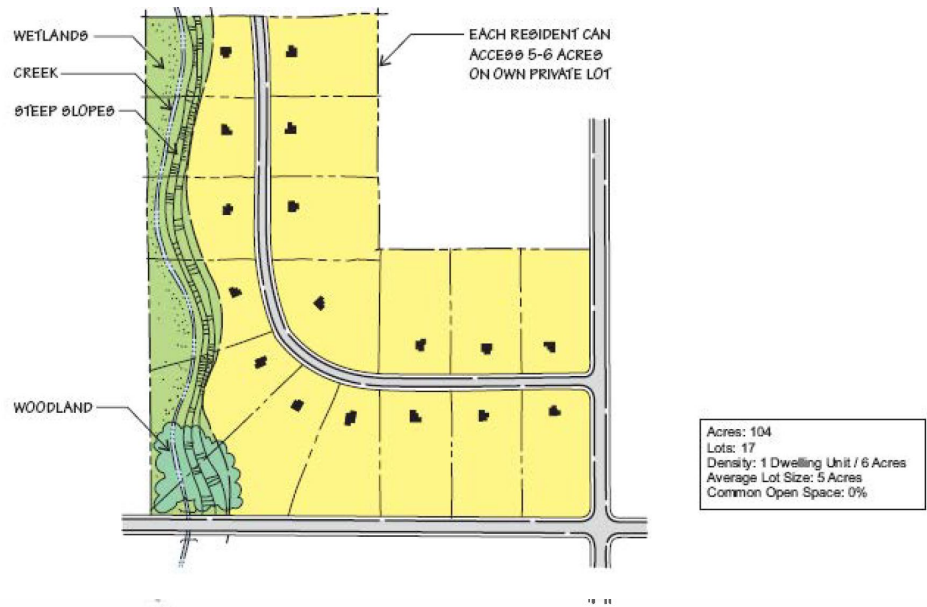 WETLANDS
CREEK
STEEP SLOPES
EACH RESIDENT CAN
ACCESS 5-6 ACRES
ON OWN PRIVATE LOT
WOODLAND
Acres: 104
Lots: 17
Density: 1 Dwelling Unit / 6 Acres
Average Lot Size: 5 Acres
Common Open Space: 0%